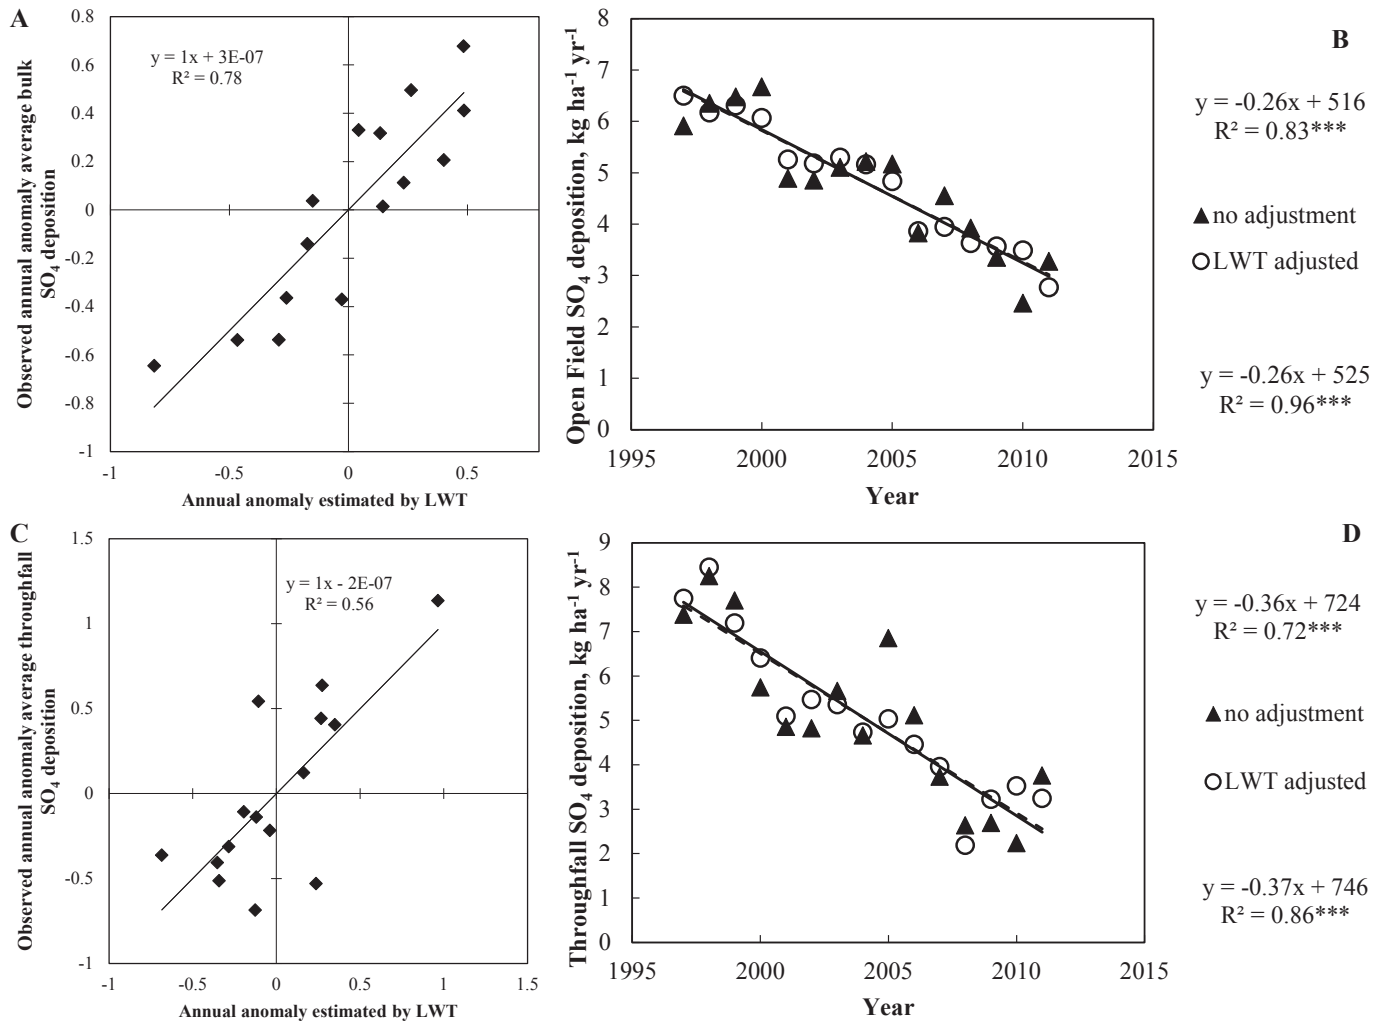 A
0.8
0.6
0.4
0.2
0
-0.2
-0.4
-0.6
-0.8
-1
-1
-0.5
0
0.5
y = 1x + 3E-07
R² = 0.78
Observed annual anomaly average bulk
SO₄ deposition
Annual anomaly estimated by LWT
B
8
7
6
5
4
3
2
1
0
1995
2000
2005
2010
2015
Open Field SO₄ deposition, kg ha⁻¹ yr⁻¹
Year
y = -0.26x + 516
R² = 0.83***
▲ no adjustment
○ LWT adjusted
y = -0.26x + 525
R² = 0.96***
C
1.5
1
0.5
0
-0.5
-1
-1
-0.5
0
0.5
1
1.5
y = 1x - 2E-07
R² = 0.56
Observed annual anomaly average throughfall
SO₄ deposition
Annual anomaly estimated by LWT
D
9
8
7
6
5
4
3
2
1
0
1995
2000
2005
2010
2015
Throughfall SO₄ deposition, kg ha⁻¹ yr⁻¹
Year
y = -0.36x + 724
R² = 0.72***
▲ no adjustment
○ LWT adjusted
y = -0.37x + 746
R² = 0.86***